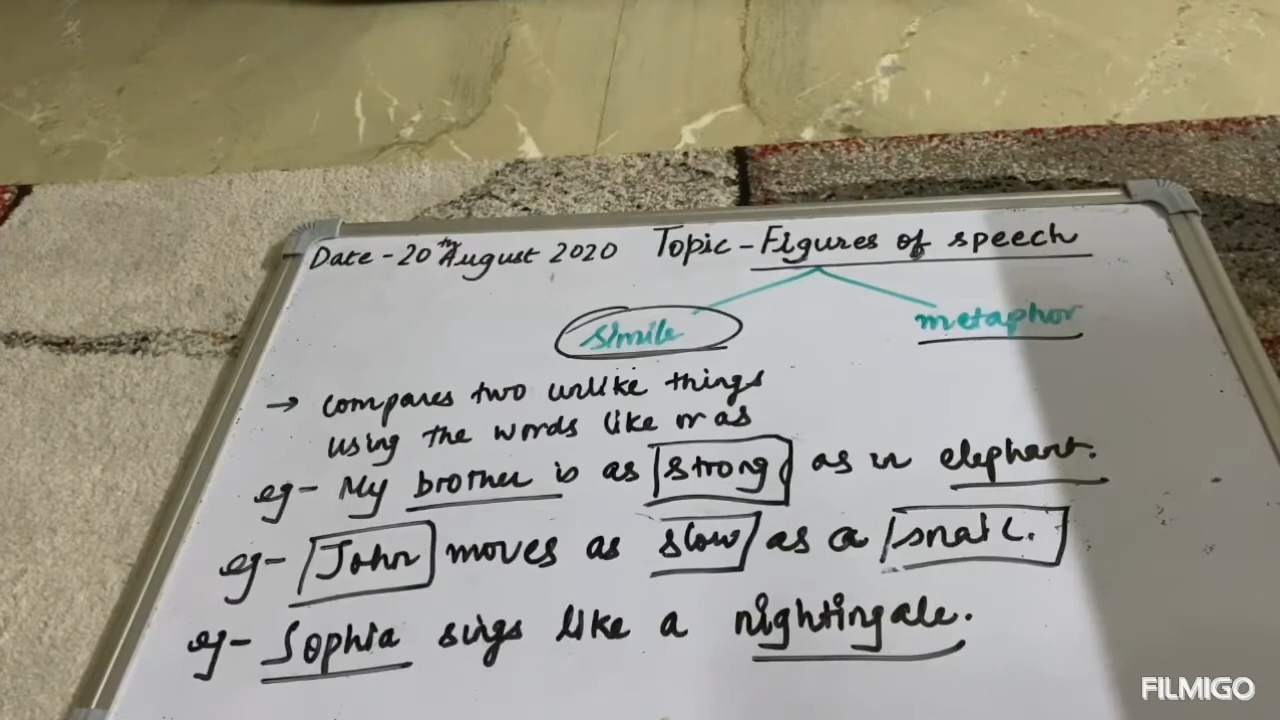 Date - 20th August 2020 Topic - Figures of speech
simile metaphor
→ compares two unlike things
using the words like or as
eg- My brother is as strong as an elephant.
eg- John moves as slow as a snail.
eg- Sophia sings like a nightingale.
FILMIGO